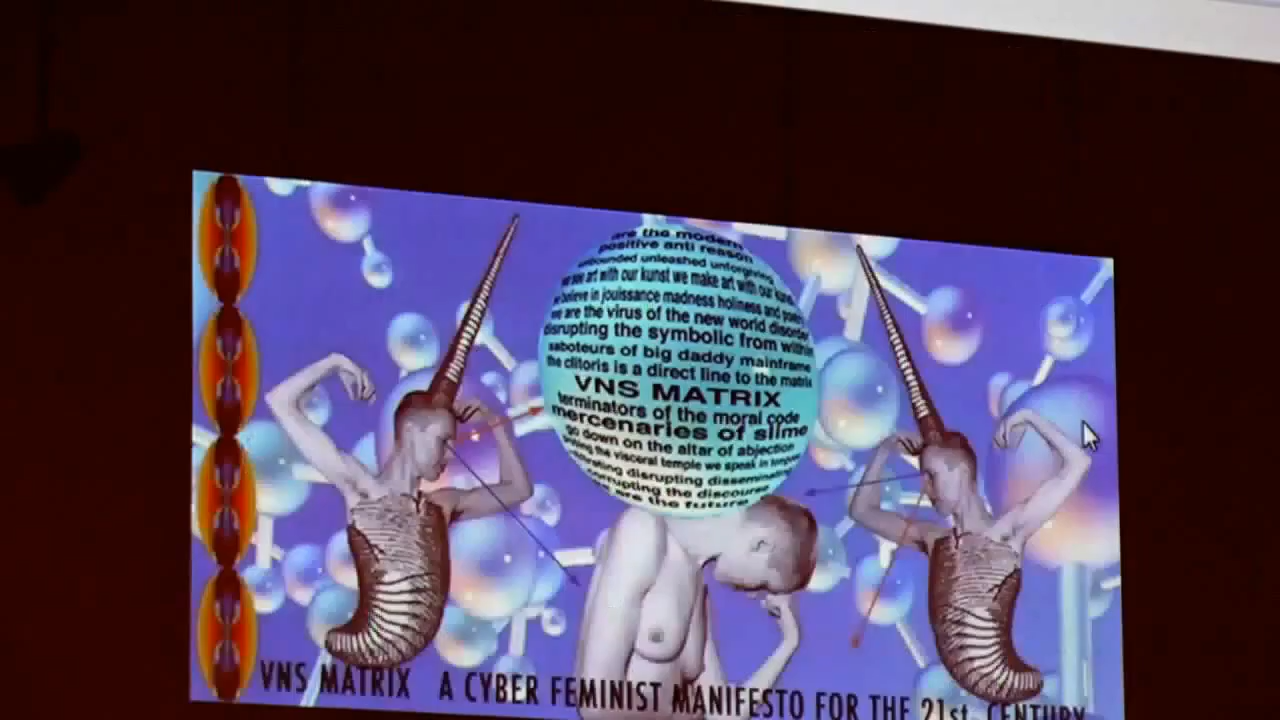 are the modern
positive anti reason
unbounded unleashed unforgiving
we see art with our kunst we make art with our kunst
we believe in jouissance madness holiness and poetry
we are the virus of the new world disorder
disrupting the symbolic from within
saboteurs of big daddy mainframe
the clitoris is a direct line to the matrix
VNS MATRIX
terminators of the moral code
mercenaries of slime
go down on the altar of abjection
the visceral temple we speak in tongues
disrupting disseminating
corrupting the discourse
are the future
VNS MATRIX A CYBER FEMINIST MANIFESTO FOR THE 21st. CENTURY